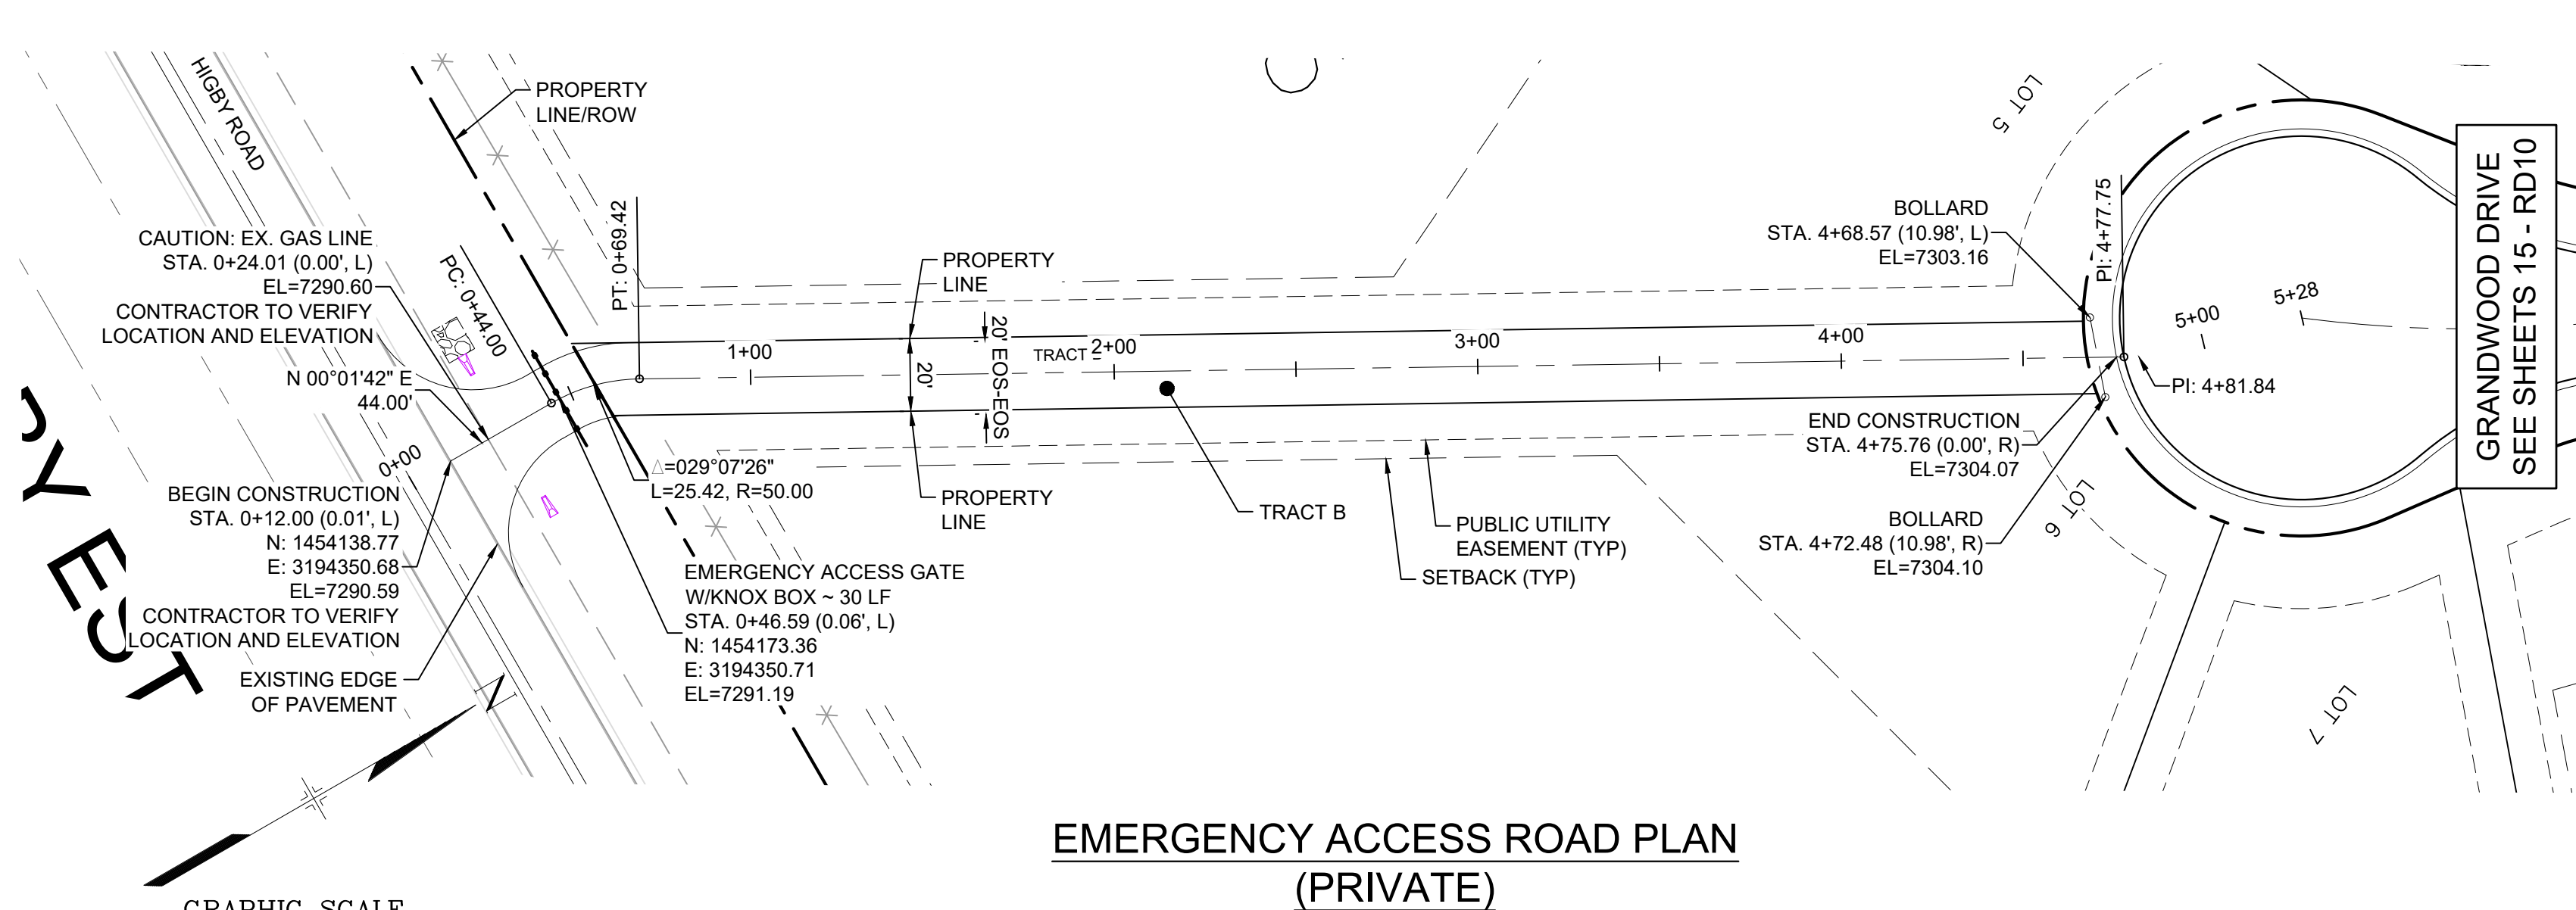 HIGBY ROAD
PROPERTY
LINE/ROW
CAUTION: EX. GAS LINE
STA. 0+24.01 (0.00', L)
EL=7290.60
CONTRACTOR TO VERIFY
LOCATION AND ELEVATION
PC: 0+44.00
PT: 0+69.42
N 00°01'42" E
44.00'
0+00
BEGIN CONSTRUCTION
STA. 0+12.00 (0.01', L)
N: 1454138.77
E: 3194350.68
EL=7290.59
CONTRACTOR TO VERIFY
LOCATION AND ELEVATION
EXISTING EDGE
OF PAVEMENT
EST
N
Δ=029°07'26"
L=25.42, R=50.00
EMERGENCY ACCESS GATE
W/KNOX BOX ~ 30 LF
STA. 0+46.59 (0.06', L)
N: 1454173.36
E: 3194350.71
EL=7291.19
PROPERTY
LINE
20'
20' EOS-EOS
PROPERTY
LINE
1+00
TRACT
2+00
3+00
4+00
TRACT B
PUBLIC UTILITY
EASEMENT (TYP)
SETBACK (TYP)
BOLLARD
STA. 4+68.57 (10.98', L)
EL=7303.16
PI: 4+77.75
PI: 4+81.84
5+00
5+28
END CONSTRUCTION
STA. 4+75.76 (0.00', R)
EL=7304.07
BOLLARD
STA. 4+72.48 (10.98', R)
EL=7304.10
LOT 5
LOT 6
LOT 7
GRANDWOOD DRIVE
SEE SHEETS 15 - RD10
EMERGENCY ACCESS ROAD PLAN
(PRIVATE)
GRAPHIC SCALE